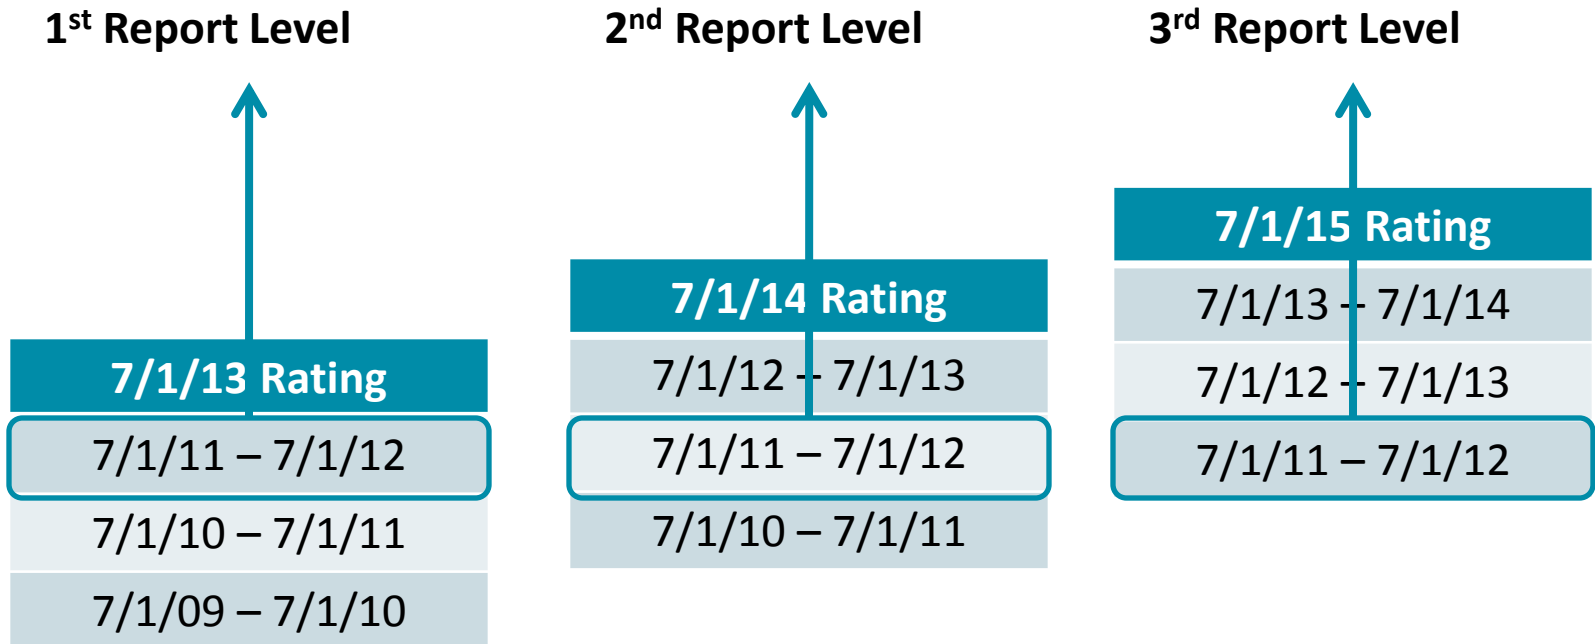 1st Report Level
7/1/13 Rating
7/1/11 – 7/1/12
7/1/10 – 7/1/11
7/1/09 – 7/1/10
2nd Report Level
7/1/14 Rating
7/1/12 – 7/1/13
7/1/11 – 7/1/12
7/1/10 – 7/1/11
3rd Report Level
7/1/15 Rating
7/1/13 – 7/1/14
7/1/12 – 7/1/13
7/1/11 – 7/1/12